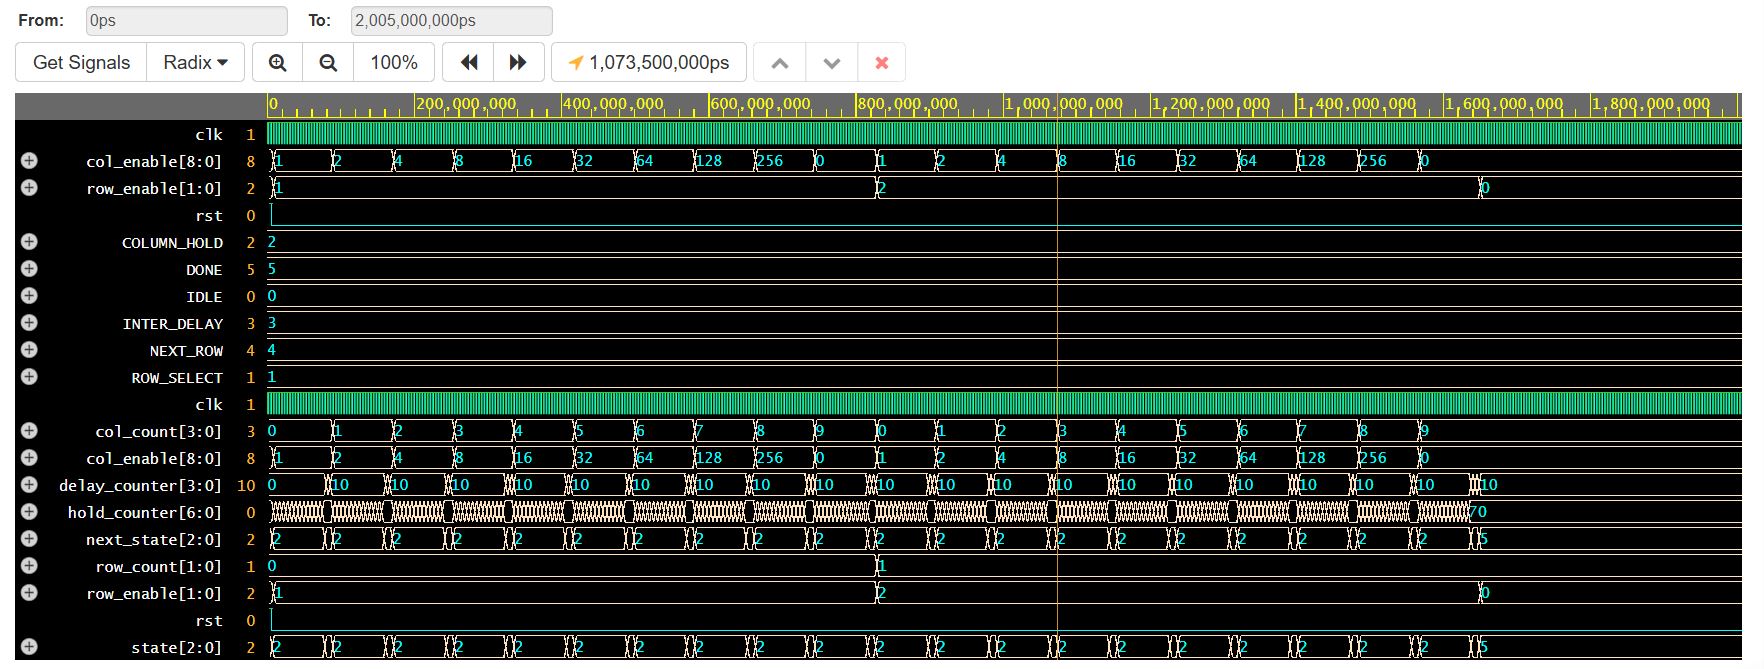 From: 0ps To: 2,005,000,000ps
Get Signals Radix 100% 1,073,500,000ps
0 200,000,000 400,000,000 600,000,000 800,000,000 1,000,000,000 1,200,000,000 1,400,000,000 1,600,000,000 1,800,000,000
clk 1
col_enable[8:0] 8 1 2 4 8 16 32 64 128 256 0 1 2 4 8 16 32 64 128 256 0
row_enable[1:0] 2 1 2 0
rst 0
COLUMN_HOLD 2 2
DONE 5 5
IDLE 0 0
INTER_DELAY 3 3
NEXT_ROW 4 4
ROW_SELECT 1 1
clk 1
col_count[3:0] 3 0 1 2 3 4 5 6 7 8 9 0 1 2 3 4 5 6 7 8 9
col_enable[8:0] 8 1 2 4 8 16 32 64 128 256 0 1 2 4 8 16 32 64 128 256 0
delay_counter[3:0] 10 0 10 10 10 10 10 10 10 10 10 10 10 10 10 10 10 10 10 10 10 10
hold_counter[6:0] 0 70
next_state[2:0] 2 2 2 2 2 2 2 2 2 2 2 2 2 2 2 2 2 2 2 2 2 5
row_count[1:0] 1 0 1
row_enable[1:0] 2 1 2 0
rst 0
state[2:0] 2 2 2 2 2 2 2 2 2 2 2 2 2 2 2 2 2 2 2 2 2 5